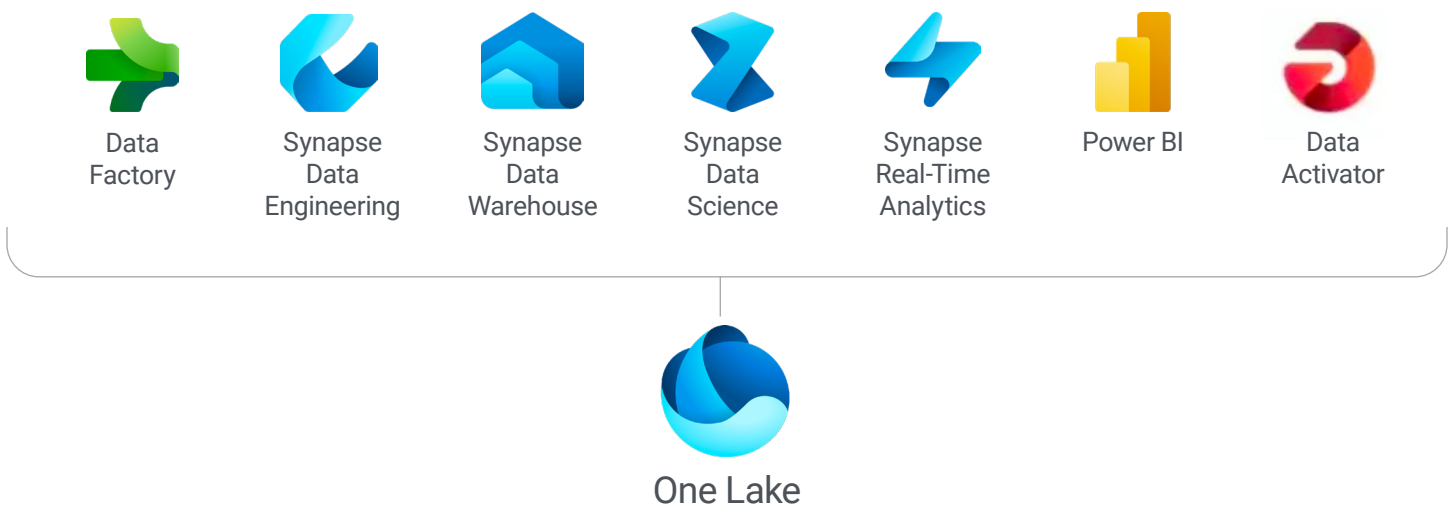 Data
Factory
Synapse
Data
Engineering
Synapse
Data
Warehouse
Synapse
Data
Science
Synapse
Real-Time
Analytics
Power BI
Data
Activator
One Lake